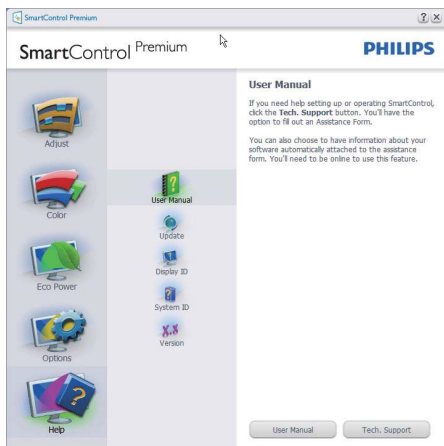 SmartControl Premium
SmartControl Premium
PHILIPS
Adjust
Color
Eco Power
Options
Help
User Manual
Update
Display ID
System ID
X.X
Version
User Manual
If you need help setting up or operating SmartControl,
click the Tech. Support button. You'll have the
option to fill out an Assistance Form.
You can also choose to have information about your
software automatically attached to the assistance
form. You'll need to be online to use this feature.
User Manual
Tech. Support